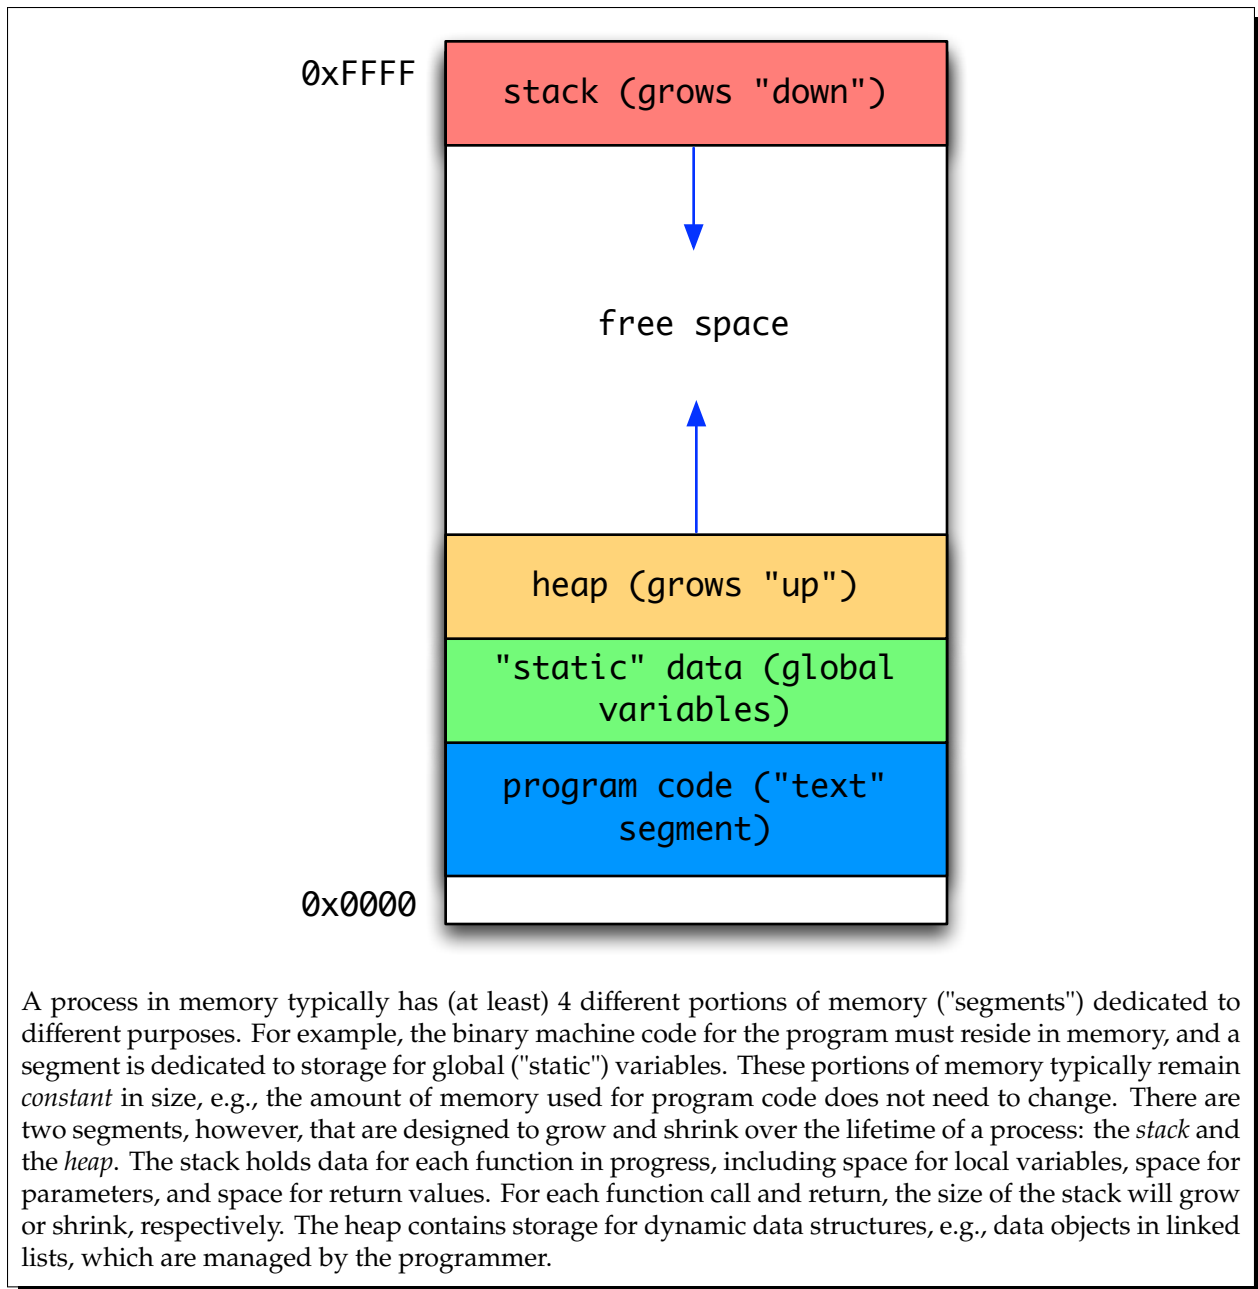 0xFFFF
stack (grows "down")
free space
heap (grows "up")
"static" data (global
variables)
program code ("text"
segment)
0x0000
A process in memory typically has (at least) 4 different portions of memory ("segments") dedicated to
different purposes. For example, the binary machine code for the program must reside in memory, and a
segment is dedicated to storage for global ("static") variables. These portions of memory typically remain
constant in size, e.g., the amount of memory used for program code does not need to change. There are
two segments, however, that are designed to grow and shrink over the lifetime of a process: the stack and
the heap. The stack holds data for each function in progress, including space for local variables, space for
parameters, and space for return values. For each function call and return, the size of the stack will grow
or shrink, respectively. The heap contains storage for dynamic data structures, e.g., data objects in linked
lists, which are managed by the programmer.